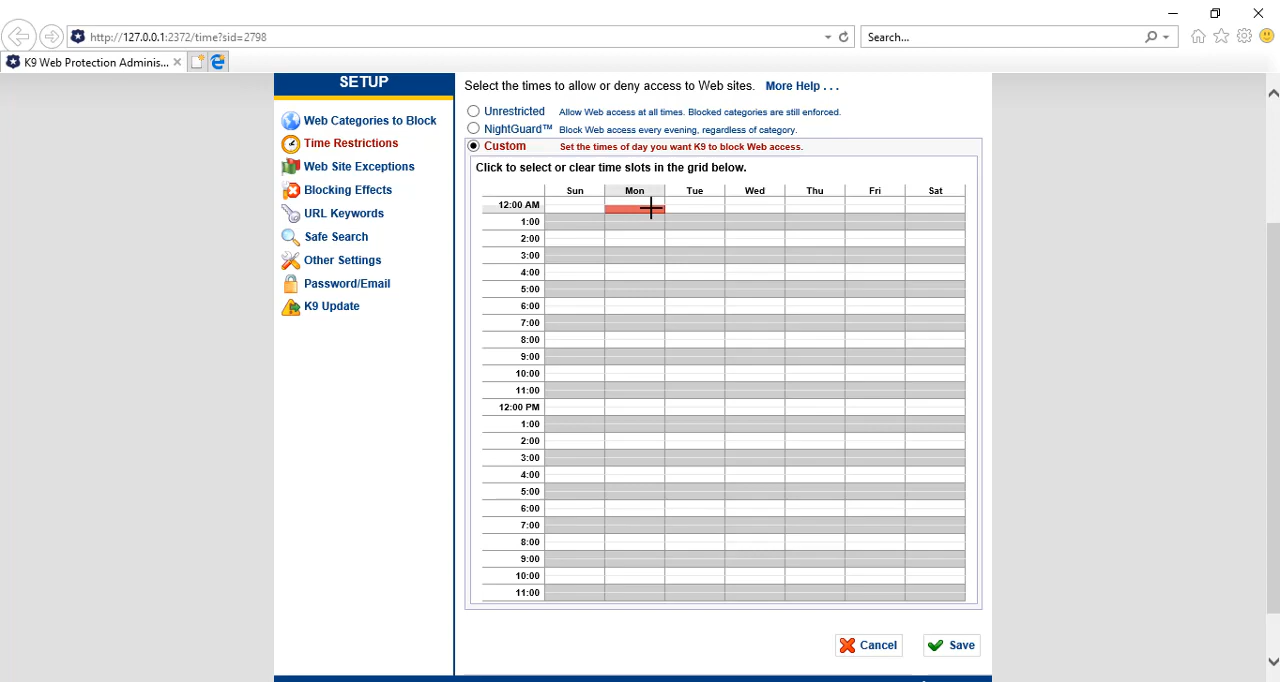 http://127.0.0.1:2372/time?sid=2798
Search...
K9 Web Protection Adminis...
SETUP
Web Categories to Block
Time Restrictions
Web Site Exceptions
Blocking Effects
URL Keywords
Safe Search
Other Settings
Password/Email
K9 Update
Select the times to allow or deny access to Web sites. More Help . . .
Unrestricted Allow Web access at all times. Blocked categories are still enforced.
NightGuard™ Block Web access every evening, regardless of category.
Custom Set the times of day you want K9 to block Web access.
Click to select or clear time slots in the grid below.
Sun Mon Tue Wed Thu Fri Sat
12:00 AM
1:00
2:00
3:00
4:00
5:00
6:00
7:00
8:00
9:00
10:00
11:00
12:00 PM
1:00
2:00
3:00
4:00
5:00
6:00
7:00
8:00
9:00
10:00
11:00
Cancel Save